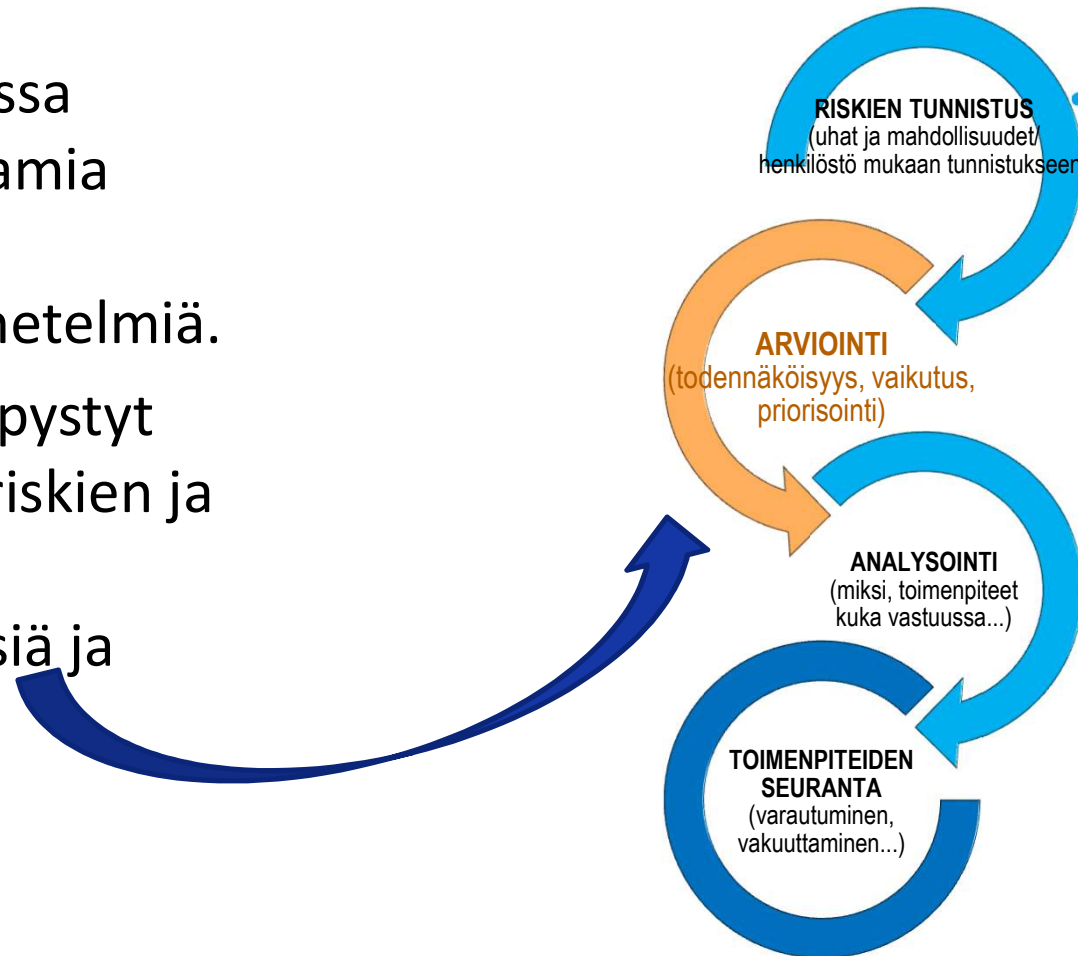 ssa
amia
netelmiä.
pystyt
riskien ja
siä ja
RISKIEN TUNNISTUS
(uhat ja mahdollisuudet/
henkilöstö mukaan tunnistukseen
ARVIOINTI
(todennäköisyys, vaikutus,
priorisointi)
ANALYSOINTI
(miksi, toimenpiteet
kuka vastuussa...)
TOIMENPITEIDEN
SEURANTA
(varautuminen,
vakuuttaminen...)